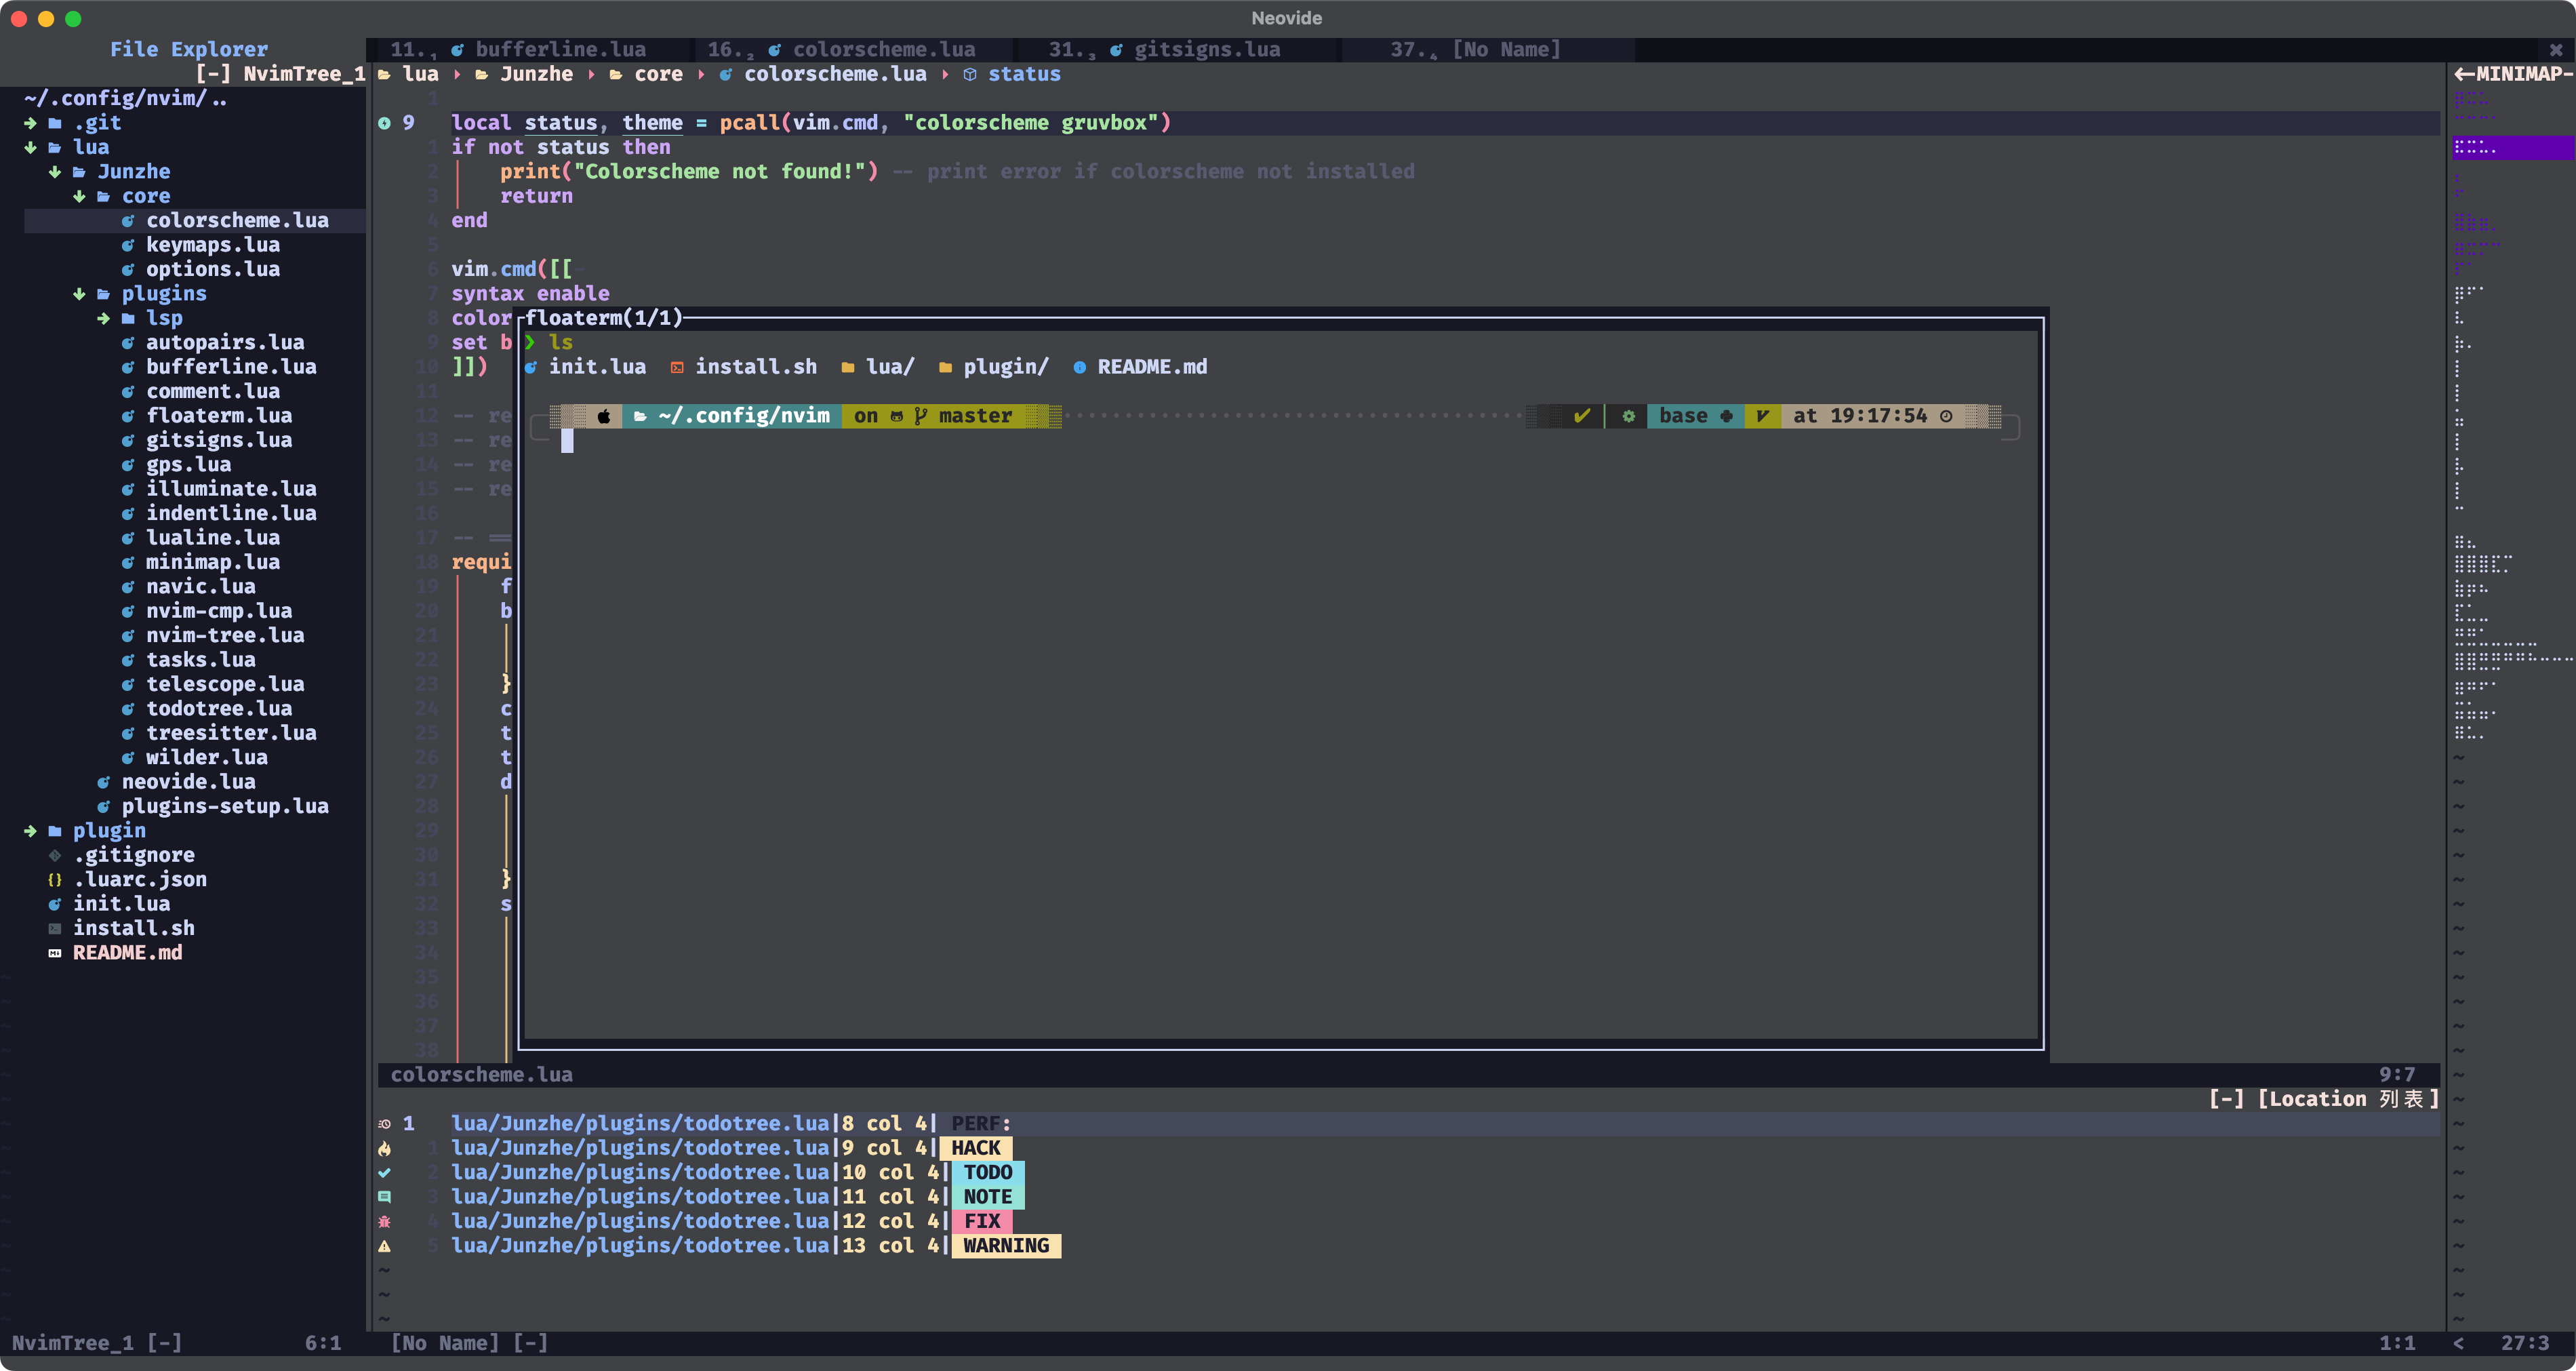 Neovide
File Explorer
[-] NvimTree_1
~/.config/nvim/..
.git
lua
Junzhe
core
colorscheme.lua
keymaps.lua
options.lua
plugins
lsp
autopairs.lua
bufferline.lua
comment.lua
floaterm.lua
gitsigns.lua
gps.lua
illuminate.lua
indentline.lua
lualine.lua
minimap.lua
navic.lua
nvim-cmp.lua
nvim-tree.lua
tasks.lua
telescope.lua
todotree.lua
treesitter.lua
wilder.lua
neovide.lua
plugins-setup.lua
plugin
.gitignore
{} .luarc.json
init.lua
install.sh
README.md
NvimTree_1 [-] 6:1
11.₁ bufferline.lua 16.₂ colorscheme.lua 31.₃ gitsigns.lua 37.₄ [No Name]
lua › Junzhe › core › colorscheme.lua › status
1
9 local status, theme = pcall(vim.cmd, "colorscheme gruvbox")
1 if not status then
2 print("Colorscheme not found!") -- print error if colorscheme not installed
3 return
4 end
5
6 vim.cmd([[-
7 syntax enable
8 color
9 set b
10 ]])
11
12 -- re
13 -- re
14 -- re
15 -- re
16
17 -- ==
18 requi
19 f
20 b
21
22
23 }
24 c
25 t
26 t
27 d
28
29
30
31 }
32 s
33
34
35
36
37
38
floaterm(1/1)
❯ ls
init.lua install.sh lua/ plugin/ README.md
~/.config/nvim on master ✔ base V at 19:17:54
colorscheme.lua 9:7
[-] [Location 列表]
1 lua/Junzhe/plugins/todotree.lua|8 col 4| PERF:
1 lua/Junzhe/plugins/todotree.lua|9 col 4| HACK
2 lua/Junzhe/plugins/todotree.lua|10 col 4| TODO
3 lua/Junzhe/plugins/todotree.lua|11 col 4| NOTE
4 lua/Junzhe/plugins/todotree.lua|12 col 4| FIX
5 lua/Junzhe/plugins/todotree.lua|13 col 4| WARNING
~
~
~
[No Name] [-] 1:1
←MINIMAP-
< 27:3